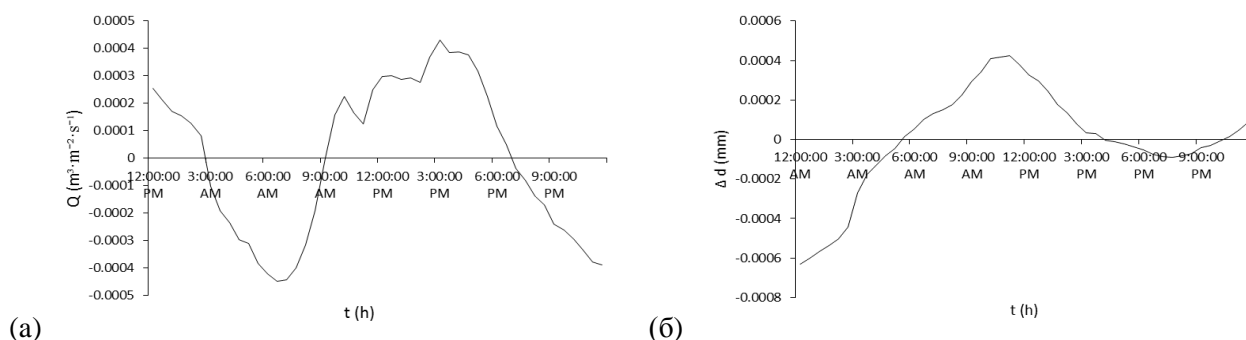 0.0005
0.0004
0.0003
0.0002
0.0001
0
-0.0001
-0.0002
-0.0003
-0.0004
-0.0005
Q (m³·m⁻²·s⁻¹)
12:00:00 PM
3:00:00 AM
6:00:00 AM
9:00:00 AM
12:00:00 PM
3:00:00 PM
6:00:00 PM
9:00:00 PM
t (h)
(а)
0.0006
0.0004
0.0002
0
-0.0002
-0.0004
-0.0006
-0.0008
Δ d (mm)
12:00:00 AM
3:00:00 AM
6:00:00 AM
9:00:00 AM
12:00:00 PM
3:00:00 PM
6:00:00 PM
9:00:00 PM
t (h)
(б)